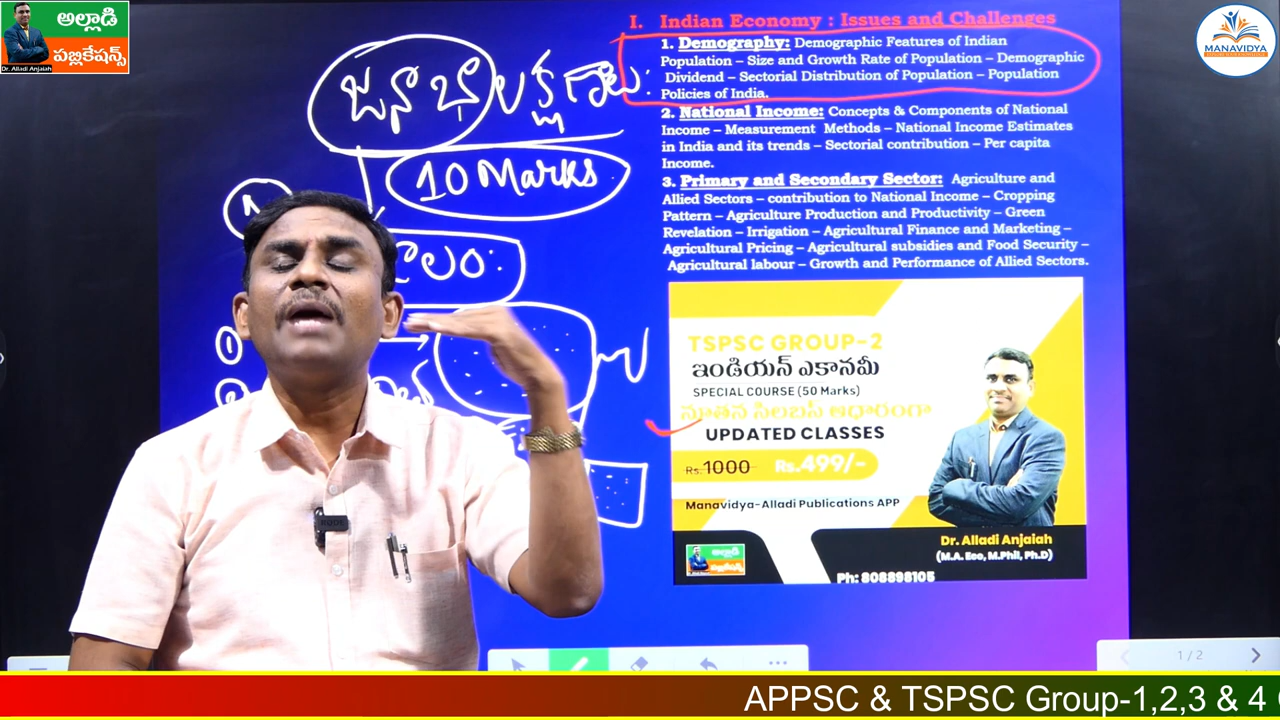 అల్లాడి
పబ్లికేషన్స్
Dr. Alladi Anjaiah
MANAVIDYA
I. Indian Economy : Issues and Challenges
1. Demography: Demographic Features of Indian
Population – Size and Growth Rate of Population – Demographic
Dividend – Sectorial Distribution of Population – Population
Policies of India.
2. National Income: Concepts & Components of National
Income – Measurement Methods – National Income Estimates
in India and its trends – Sectorial contribution – Per capita
Income.
3. Primary and Secondary Sector: Agriculture and
Allied Sectors – contribution to National Income – Cropping
Pattern – Agriculture Production and Productivity – Green
Revelation – Irrigation – Agricultural Finance and Marketing –
Agricultural Pricing – Agricultural subsidies and Food Security –
Agricultural labour – Growth and Performance of Allied Sectors.
జనాభా లక్షణాలు:
10 Marks
TSPSC GROUP-2
ఇండియన్ ఎకానమీ
SPECIAL COURSE (50 Marks)
నూతన సిలబస్ ఆధారంగా
UPDATED CLASSES
Rs.1000 Rs.499/-
Manavidya-Alladi Publications APP
Dr. Alladi Anjaiah
(M.A. Eco, M.Phil, Ph.D)
అల్లాడి
పబ్లికేషన్స్
Ph: 808898105
1 / 2
APPSC & TSPSC Group-1,2,3 & 4